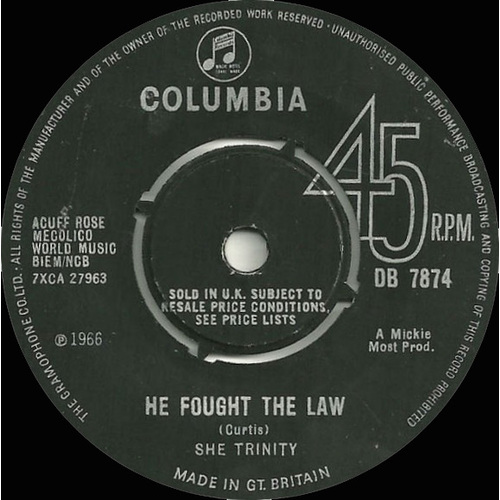 ALL RIGHTS OF THE MANUFACTURER AND OF THE OWNER OF THE RECORDED WORK RESERVED · UNAUTHORISED PUBLIC PERFORMANCE BROADCASTING AND COPYING OF THIS RECORD PROHIBITED
THE GRAMOPHONE CO.LTD.
COLUMBIA
45
R.P.M.
DB 7874
ACUFF ROSE
MECOLICO
WORLD MUSIC
BIEM/NCB
7XCA 27963
SOLD IN U.K. SUBJECT TO
RESALE PRICE CONDITIONS,
SEE PRICE LISTS
℗ 1966
A Mickie
Most Prod.
HE FOUGHT THE LAW
(Curtis)
SHE TRINITY
MADE IN GT. BRITAIN